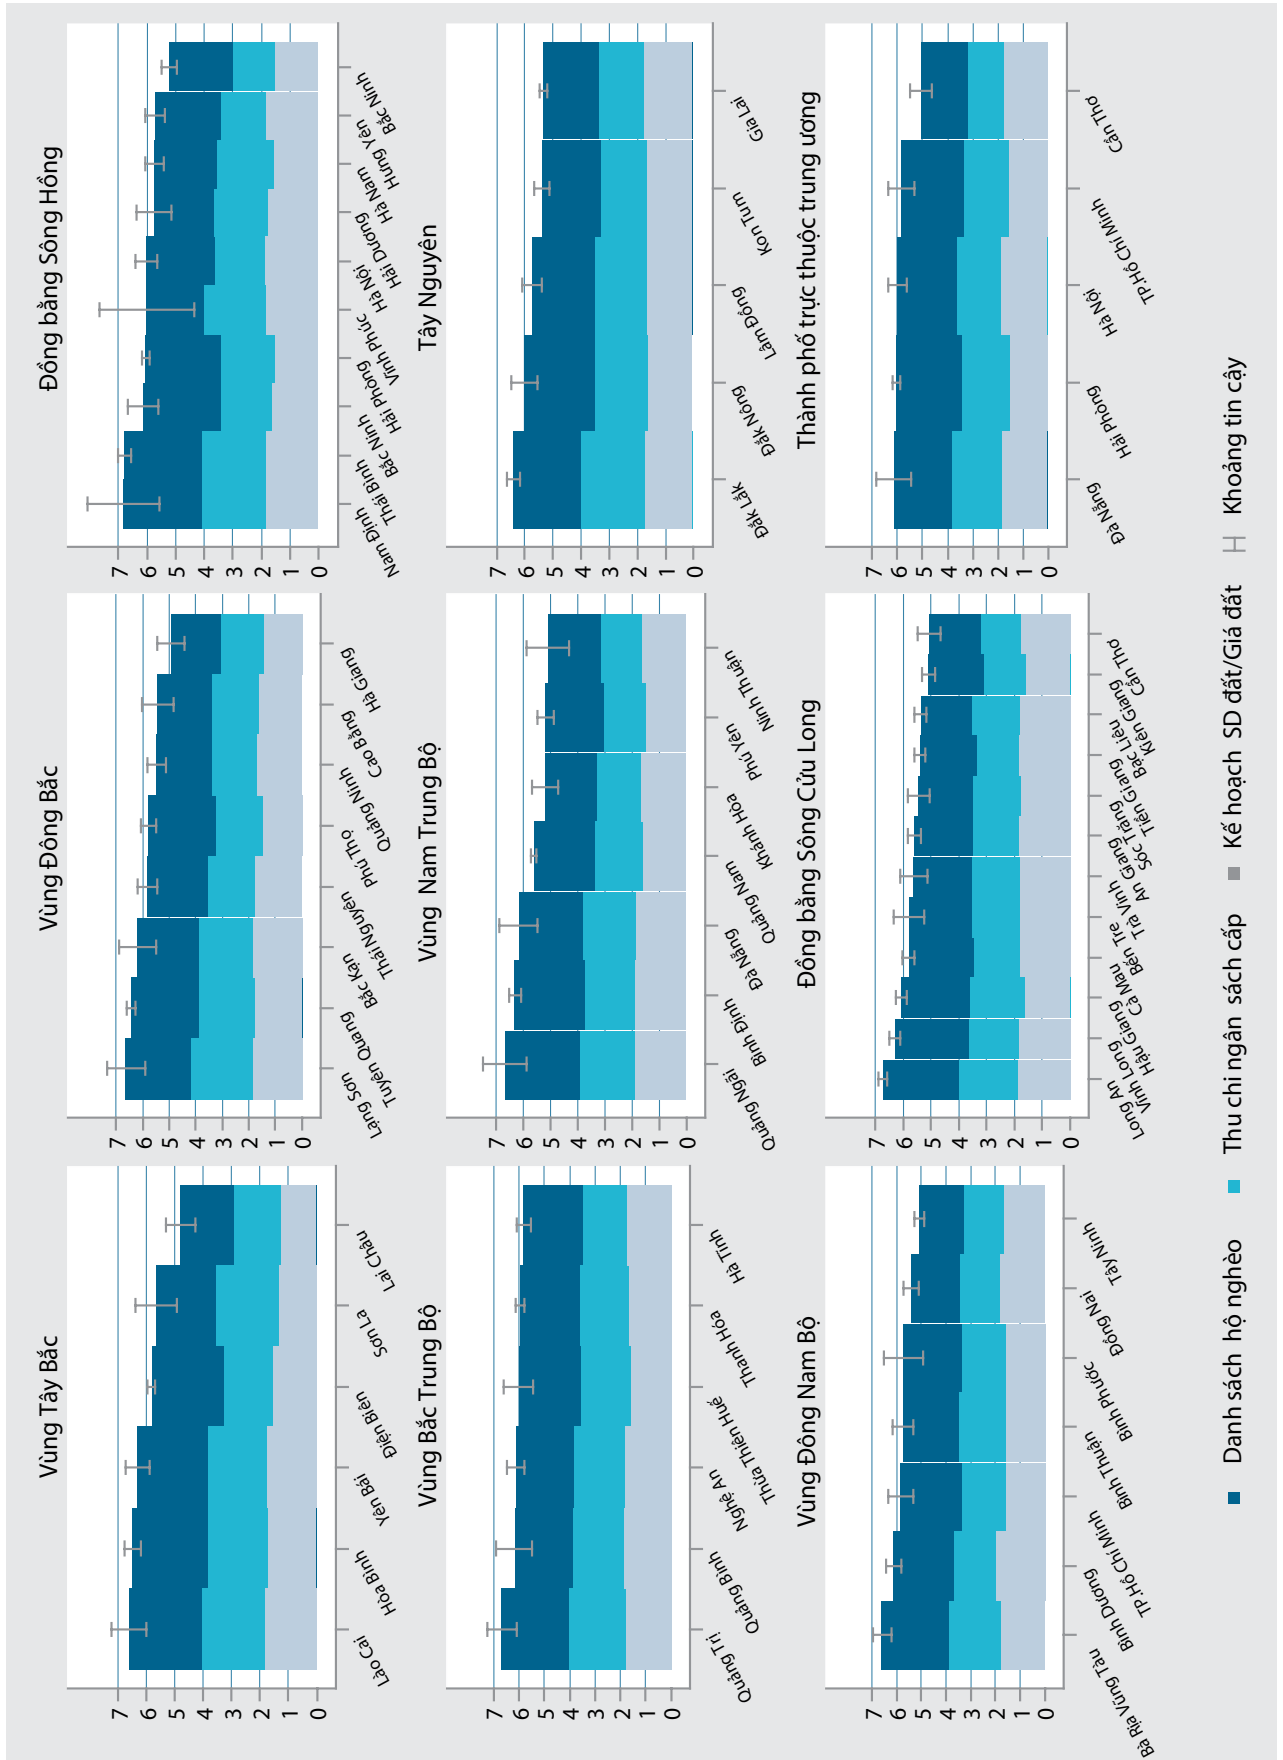 Vùng Tây Bắc
7
6
5
4
3
2
1
0
Lào Cai
Hòa Bình
Yên Bái
Điện Biên
Sơn La
Lai Châu
Vùng Đông Bắc
7
6
5
4
3
2
1
0
Lạng Sơn
Tuyên Quang
Bắc Kạn
Thái Nguyên
Phú Thọ
Quảng Ninh
Cao Bằng
Hà Giang
Đồng bằng Sông Hồng
7
6
5
4
3
2
1
0
Nam Định
Thái Bình
Bắc Ninh
Hải Phòng
Vĩnh Phúc
Hà Nội
Hải Dương
Hà Nam
Hưng Yên
Bắc Ninh
Vùng Bắc Trung Bộ
7
6
5
4
3
2
1
0
Quảng Trị
Quảng Bình
Nghệ An
Thừa Thiên Huế
Thanh Hóa
Hà Tĩnh
Vùng Nam Trung Bộ
7
6
5
4
3
2
1
0
Quảng Ngãi
Bình Định
Đà Nẵng
Quảng Nam
Khánh Hòa
Phú Yên
Ninh Thuận
Tây Nguyên
7
6
5
4
3
2
1
0
Đắk Lắk
Đắk Nông
Lâm Đồng
Kon Tum
Gia Lai
Vùng Đông Nam Bộ
7
6
5
4
3
2
1
0
Bà Rịa Vũng Tàu
Bình Dương
TP.Hồ Chí Minh
Bình Thuận
Bình Phước
Đồng Nai
Tây Ninh
Đồng bằng Sông Cửu Long
7
6
5
4
3
2
1
0
Long An
Vĩnh Long
Hậu Giang
Cà Mau
Bến Tre
Trà Vinh
An Giang
Sóc Trăng
Tiền Giang
Bạc Liêu
Kiên Giang
Cần Thơ
Thành phố trực thuộc trung ương
7
6
5
4
3
2
1
0
Đà Nẵng
Hải Phòng
Hà Nội
TP.Hồ Chí Minh
Cần Thơ
Danh sách hộ nghèo Thu chi ngân sách cấp Kế hoạch SD đất/Giá đất Khoảng tin cậy